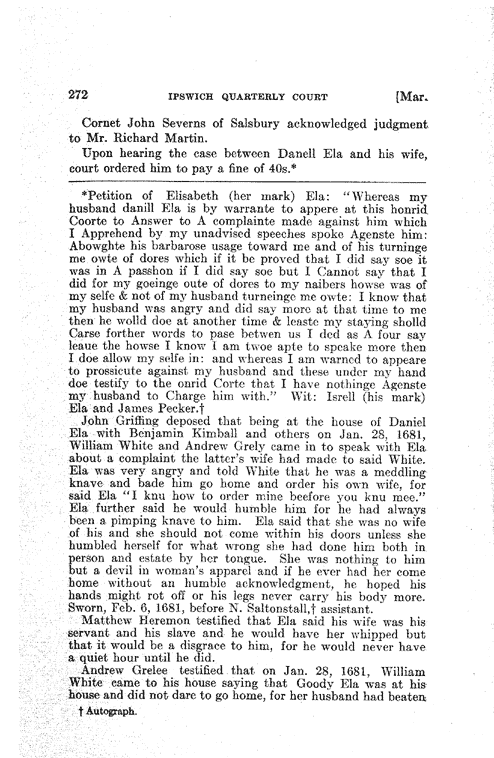 272 IPSWICH QUARTERLY COURT [Mar.
Cornet John Severns of Salsbury acknowledged judgment
to Mr. Richard Martin.
Upon hearing the case between Danell Ela and his wife,
court ordered him to pay a fine of 40s.*
*Petition of Elisabeth (her mark) Ela: "Whereas my
husband danill Ela is by warrante to appere at this honrid
Coorte to Answer to A complainte made against him which
I Apprehend by my unadvised speeches spoke Agenste him:
Abowghte his barbarose usage toward me and of his turninge
me owte of dores which if it be proved that I did say soe it
was in A passhon if I did say soe but I Cannot say that I
did for my goeinge oute of dores to my naibers howse was of
my selfe & not of my husband turneinge me owte: I know that
my husband was angry and did say more at that time to me
then he wolld doe at another time & leaste my staying sholld
Carse forther words to pase betwen us I ded as A four say
leaue the howse I know I am twoe apte to speake more then
I doe allow my selfe in: and whereas I am warned to appeare
to prossicute against my husband and these under my hand
doe testify to the onrid Corte that I have nothinge Agenste
my husband to Charge him with." Wit: Isrell (his mark)
Ela and James Pecker.†
John Griffing deposed that being at the house of Daniel
Ela with Benjamin Kimball and others on Jan. 28, 1681,
William White and Andrew Grely came in to speak with Ela
about a complaint the latter's wife had made to said White.
Ela was very angry and told White that he was a meddling
knave and bade him go home and order his own wife, for
said Ela "I knu how to order mine beefore you knu mee."
Ela further said he would humble him for he had always
been a pimping knave to him. Ela said that she was no wife
of his and she should not come within his doors unless she
humbled herself for what wrong she had done him both in
person and estate by her tongue. She was nothing to him
but a devil in woman's apparel and if he ever had her come
home without an humble acknowledgment, he hoped his
hands might rot off or his legs never carry his body more.
Sworn, Feb. 6, 1681, before N. Saltonstall,† assistant.
Matthew Heremon testified that Ela said his wife was his
servant and his slave and he would have her whipped but
that it would be a disgrace to him, for he would never have
a quiet hour until he did.
Andrew Grelee testified that on Jan. 28, 1681, William
White came to his house saying that Goody Ela was at his
house and did not dare to go home, for her husband had beaten
† Autograph.